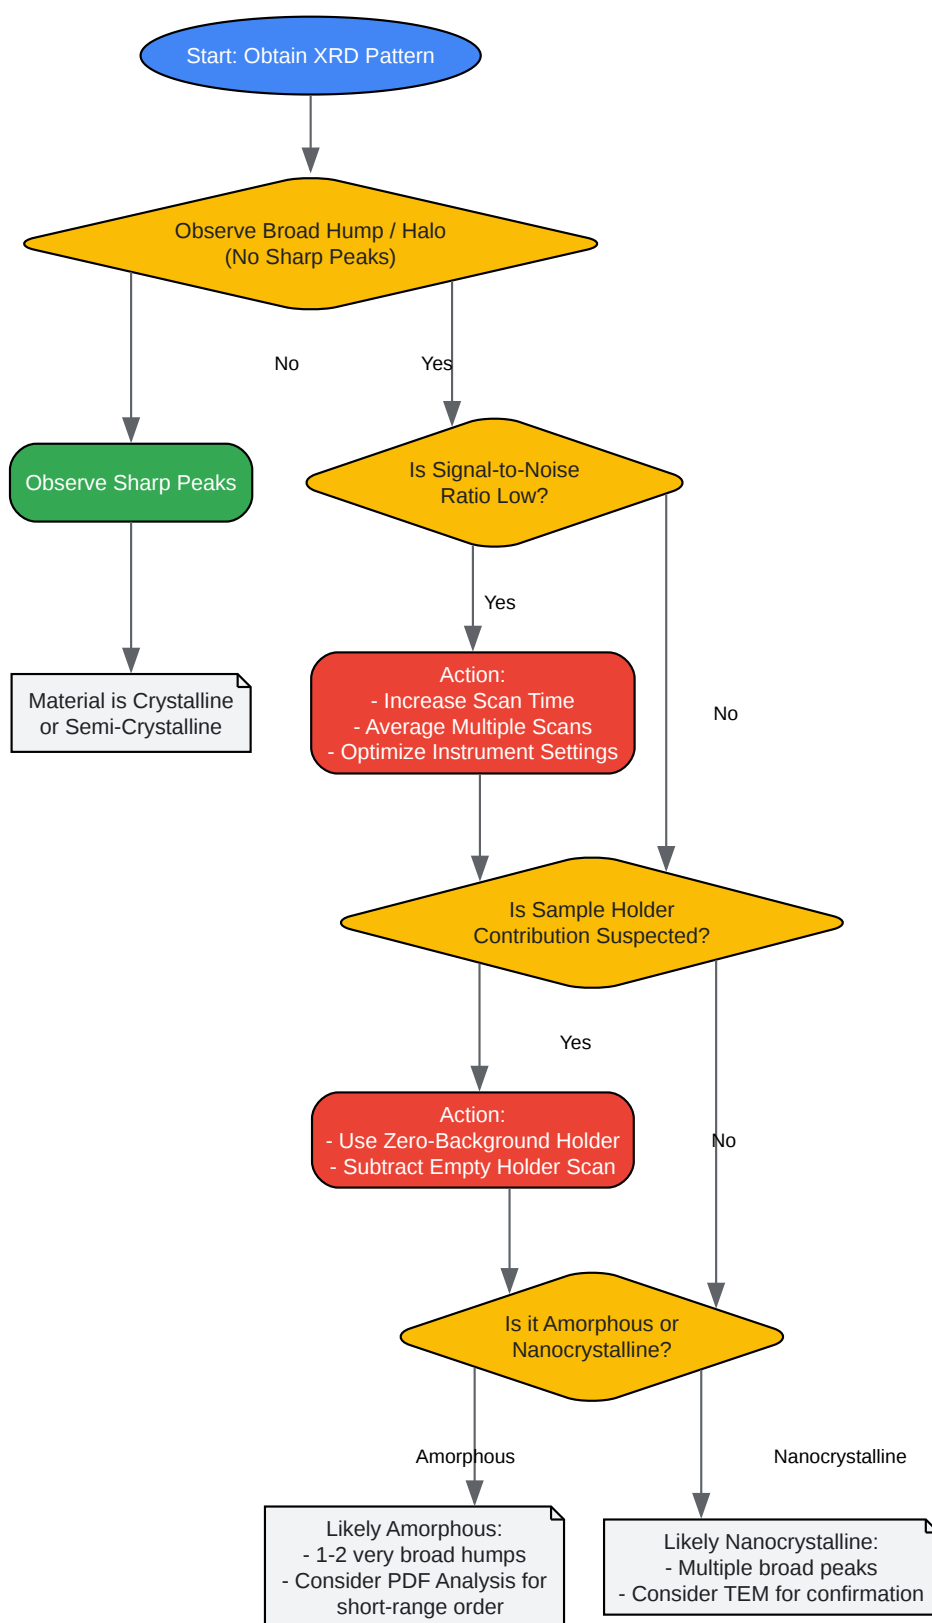 Start: Obtain XRD Pattern
Observe Broad Hump / Halo
(No Sharp Peaks)
No
Yes
Observe Sharp Peaks
Is Signal-to-Noise
Ratio Low?
Yes
Action:
- Increase Scan Time
- Average Multiple Scans
- Optimize Instrument Settings
Material is Crystalline
or Semi-Crystalline
No
Is Sample Holder
Contribution Suspected?
Yes
Action:
- Use Zero-Background Holder
- Subtract Empty Holder Scan
No
Is it Amorphous or
Nanocrystalline?
Amorphous
Nanocrystalline
Likely Amorphous:
- 1-2 very broad humps
- Consider PDF Analysis for
short-range order
Likely Nanocrystalline:
- Multiple broad peaks
- Consider TEM for confirmation